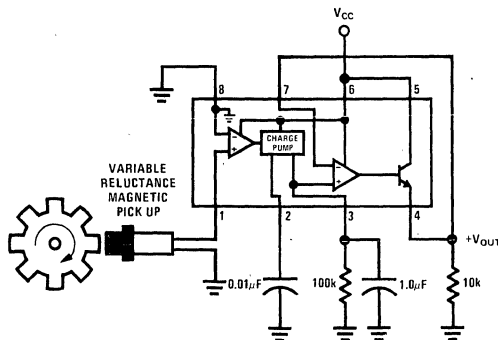 VCC
8
7
6
5
CHARGE
PUMP
VARIABLE
RELUCTANCE
MAGNETIC
PICK UP
−
+
−
+
1
2
3
4
+VOUT
0.01μF
100k
1.0μF
10k